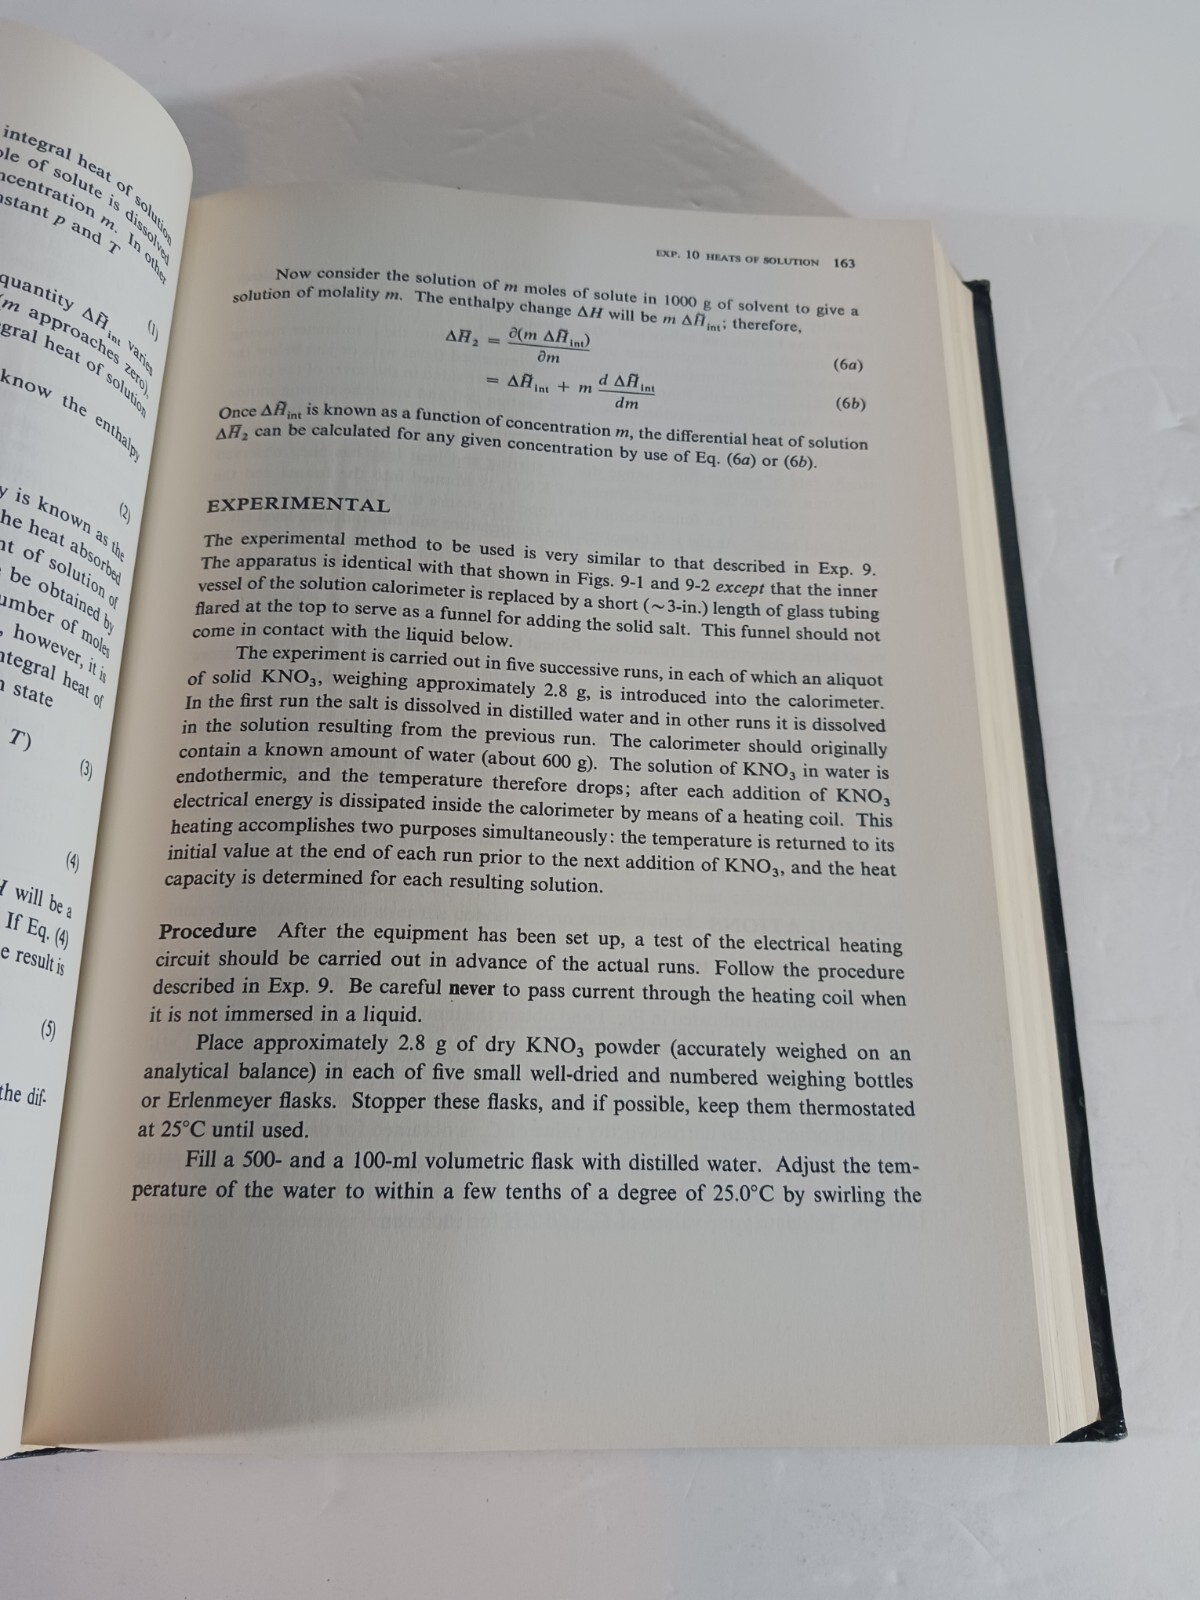 integral heat of solution
of solute is dissolved
concentration m. In other
constant p and T
(1)
quantity ΔH̃int varies
(m approaches zero),
integral heat of solution
know the enthalpy
(2)
is known as the
the heat absorbed
of solution of
be obtained by
number of moles
, however, it is
integral heat of
state
T)
(3)
(4)
will be a
If Eq. (4)
result is
(5)
the dif-
EXP. 10 HEATS OF SOLUTION 163
Now consider the solution of m moles of solute in 1000 g of solvent to give a
solution of molality m. The enthalpy change ΔH will be m ΔH̃int; therefore,
ΔH̄₂ = ∂(m ΔH̃int)/∂m (6a)
= ΔH̃int + m d ΔH̃int/dm (6b)
Once ΔH̃int is known as a function of concentration m, the differential heat of solution
ΔH̄₂ can be calculated for any given concentration by use of Eq. (6a) or (6b).
EXPERIMENTAL
The experimental method to be used is very similar to that described in Exp. 9.
The apparatus is identical with that shown in Figs. 9-1 and 9-2 except that the inner
vessel of the solution calorimeter is replaced by a short (~3-in.) length of glass tubing
flared at the top to serve as a funnel for adding the solid salt. This funnel should not
come in contact with the liquid below.
The experiment is carried out in five successive runs, in each of which an aliquot
of solid KNO₃, weighing approximately 2.8 g, is introduced into the calorimeter.
In the first run the salt is dissolved in distilled water and in other runs it is dissolved
in the solution resulting from the previous run. The calorimeter should originally
contain a known amount of water (about 600 g). The solution of KNO₃ in water is
endothermic, and the temperature therefore drops; after each addition of KNO₃
electrical energy is dissipated inside the calorimeter by means of a heating coil. This
heating accomplishes two purposes simultaneously: the temperature is returned to its
initial value at the end of each run prior to the next addition of KNO₃, and the heat
capacity is determined for each resulting solution.
Procedure After the equipment has been set up, a test of the electrical heating
circuit should be carried out in advance of the actual runs. Follow the procedure
described in Exp. 9. Be careful never to pass current through the heating coil when
it is not immersed in a liquid.
Place approximately 2.8 g of dry KNO₃ powder (accurately weighed on an
analytical balance) in each of five small well-dried and numbered weighing bottles
or Erlenmeyer flasks. Stopper these flasks, and if possible, keep them thermostated
at 25°C until used.
Fill a 500- and a 100-ml volumetric flask with distilled water. Adjust the tem-
perature of the water to within a few tenths of a degree of 25.0°C by swirling the